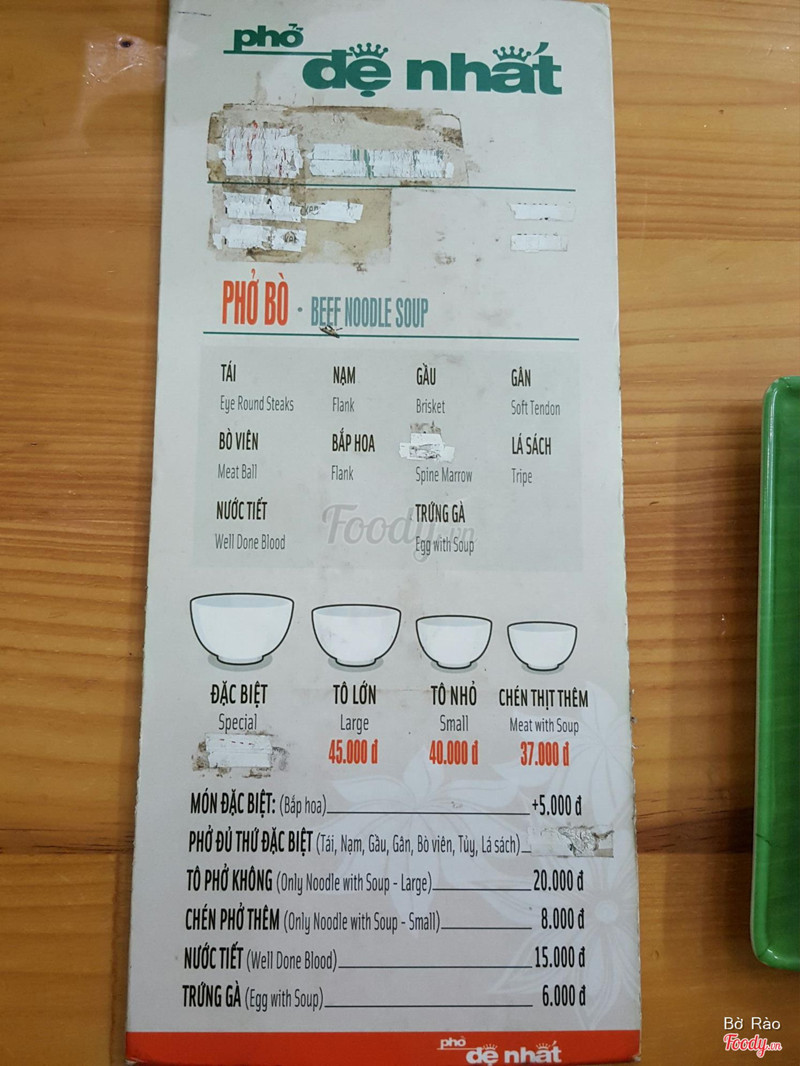 phở
đệ nhất
PHỞ BÒ · BEEF NOODLE SOUP
TÁI NẠM GẦU GÂN
Eye Round Steaks Flank Brisket Soft Tendon
BÒ VIÊN BẮP HOA LÁ SÁCH
Meat Ball Flank Spine Marrow Tripe
NƯỚC TIẾT TRỨNG GÀ
Well Done Blood Egg with Soup
Foody.vn
ĐẶC BIỆT TÔ LỚN TÔ NHỎ CHÉN THỊT THÊM
Special Large Small Meat with Soup
45.000 đ 40.000 đ 37.000 đ
MÓN ĐẶC BIỆT: (Bắp hoa) +5.000 đ
PHỞ ĐỦ THỨ ĐẶC BIỆT (Tái, Nạm, Gầu, Gân, Bò viên, Tủy, Lá sách)
TÔ PHỞ KHÔNG (Only Noodle with Soup - Large) 20.000 đ
CHÉN PHỞ THÊM (Only Noodle with Soup - Small) 8.000 đ
NƯỚC TIẾT (Well Done Blood) 15.000 đ
TRỨNG GÀ (Egg with Soup) 6.000 đ
phở
đệ nhất
Bờ Rào
Foody.vn